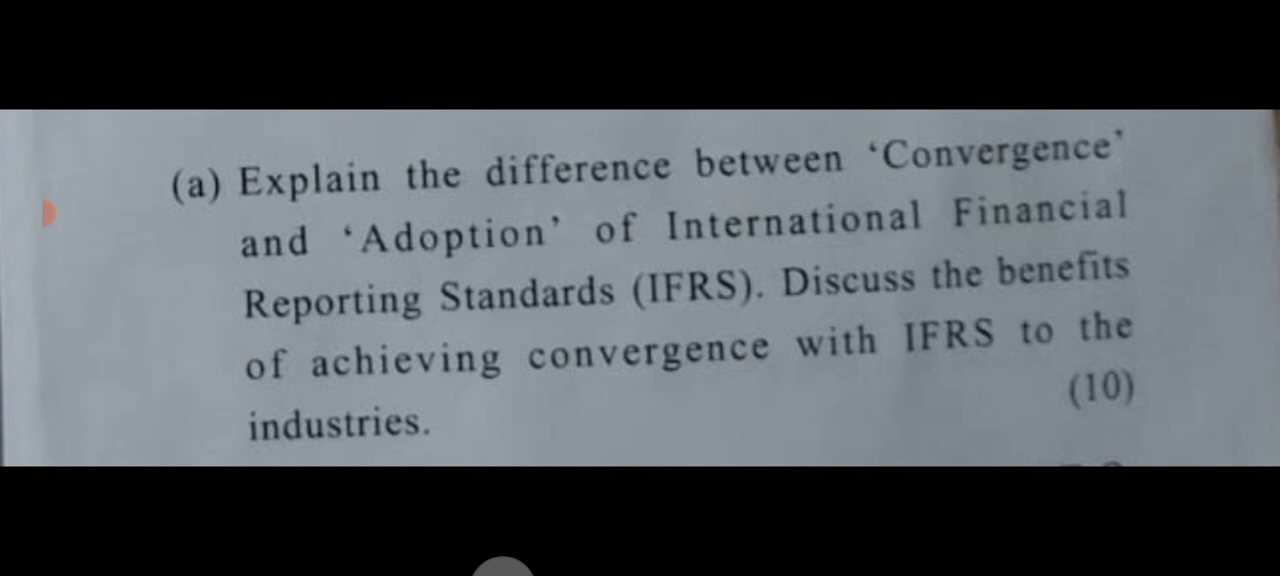 (a) Explain the difference between ‘Convergence’
and ‘Adoption’ of International Financial
Reporting Standards (IFRS). Discuss the benefits
of achieving convergence with IFRS to the
industries. (10)